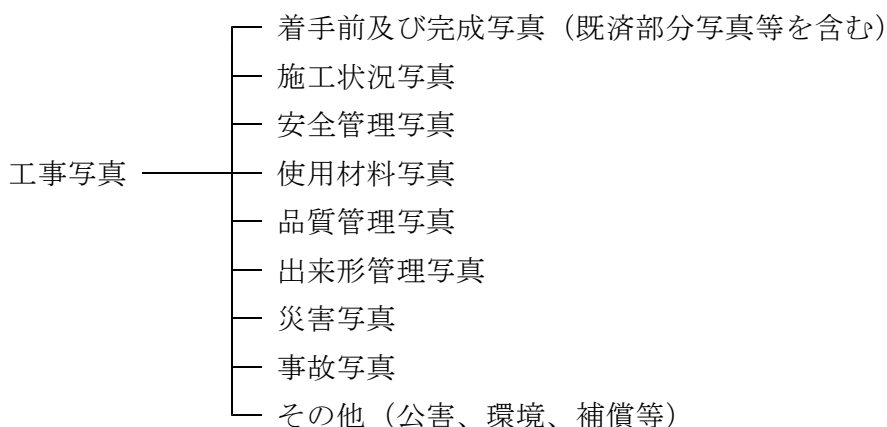 着手前及び完成写真（既済部分写真等を含む）
施工状況写真
安全管理写真
工事写真 使用材料写真
品質管理写真
出来形管理写真
災害写真
事故写真
その他（公害、環境、補償等）